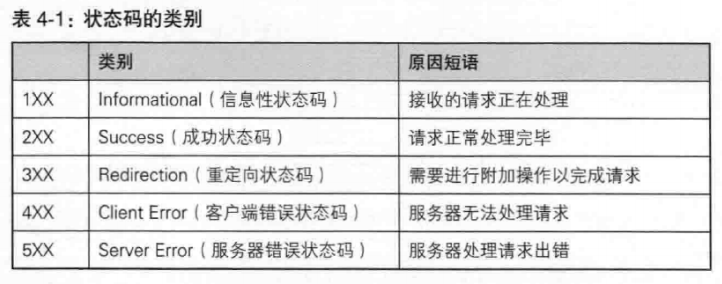 表 4-1：状态码的类别
类别 原因短语
1XX Informational（信息性状态码） 接收的请求正在处理
2XX Success（成功状态码） 请求正常处理完毕
3XX Redirection（重定向状态码） 需要进行附加操作以完成请求
4XX Client Error（客户端错误状态码） 服务器无法处理请求
5XX Server Error（服务器错误状态码） 服务器处理请求出错